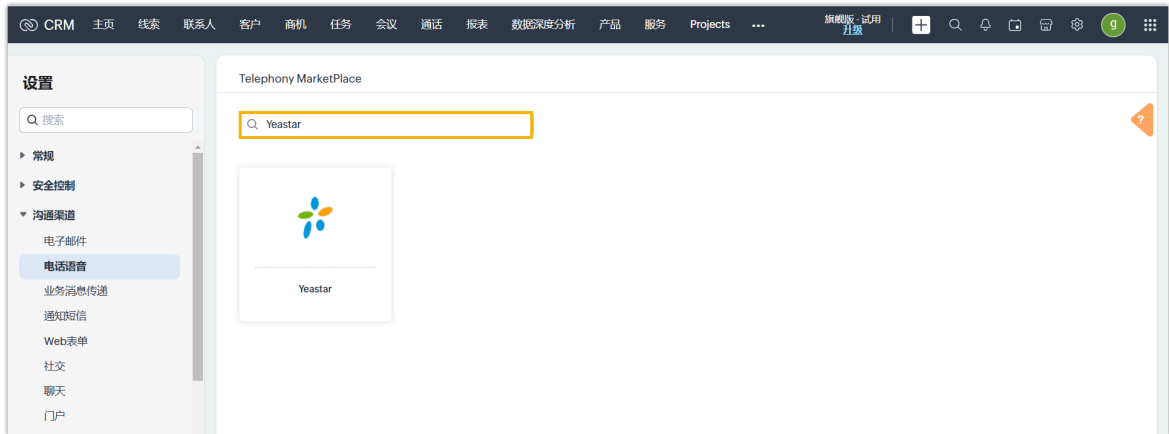 CRM 主页 线索 联系人 客户 商机 任务 会议 通话 报表 数据深度分析 产品 服务 Projects ••• 旗舰版-试用 g
升级
设置
Telephony MarketPlace
搜索
Yeastar
?
常规
安全控制
沟通渠道
电子邮件
电话语音
Yeastar
业务消息传递
通知短信
Web表单
社交
聊天
门户